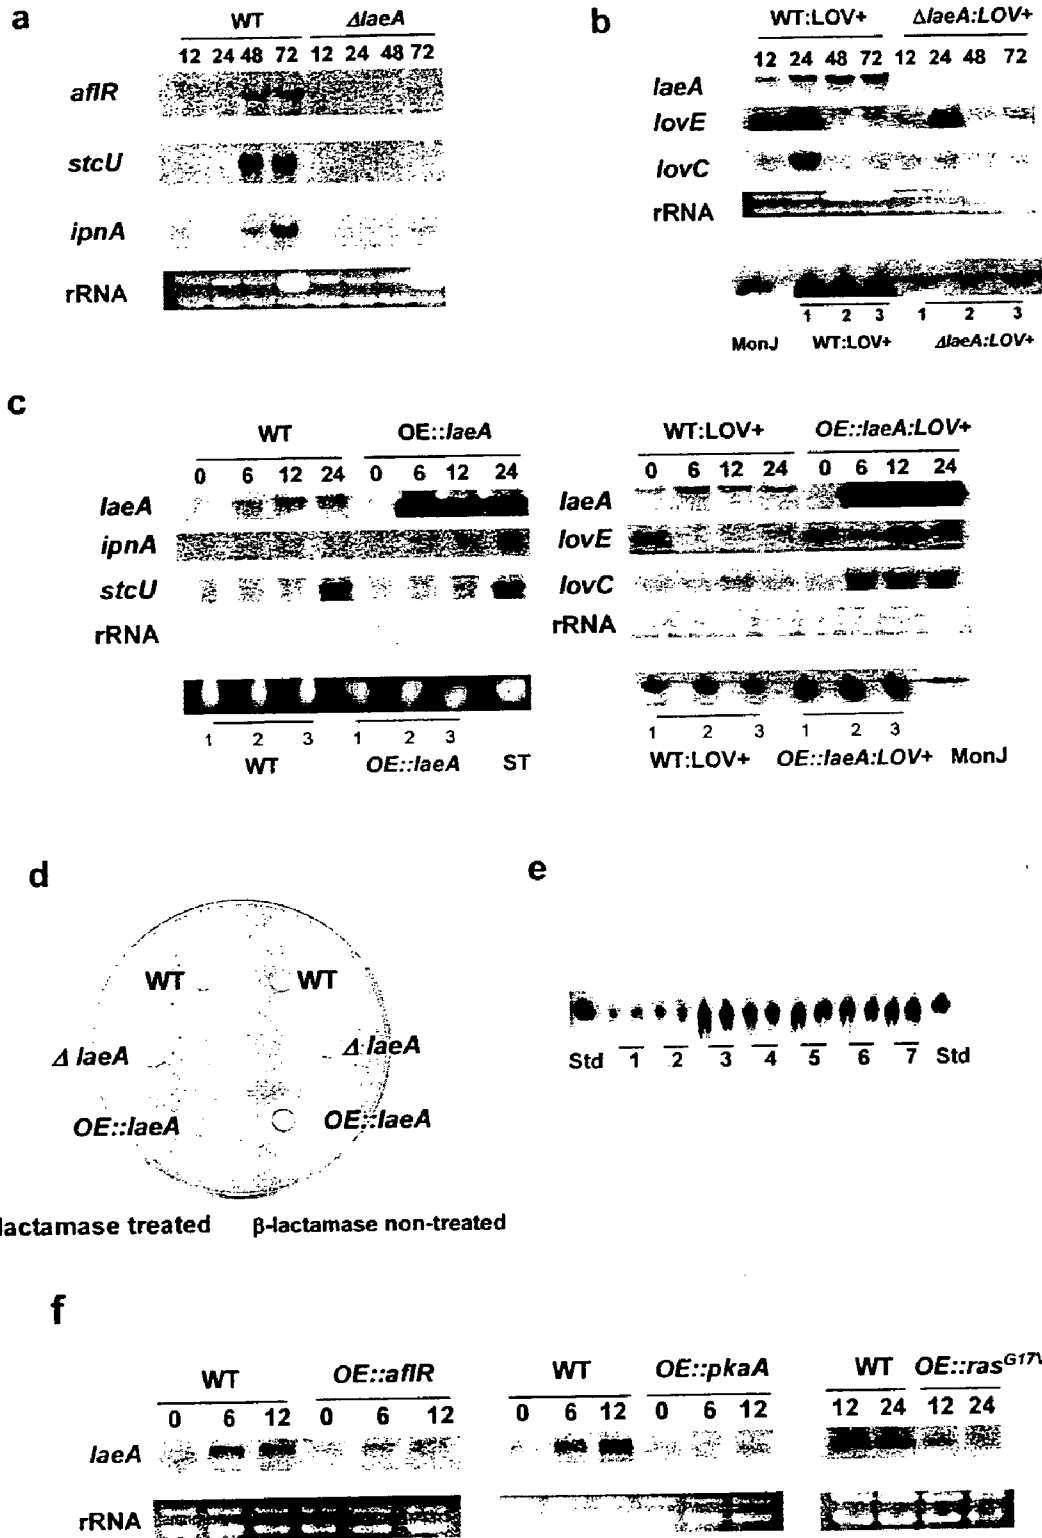 a
WT ΔlaeA
12 24 48 72 12 24 48 72
aflR
stcU
ipnA
rRNA
b
WT:LOV+ ΔlaeA:LOV+
12 24 48 72 12 24 48 72
laeA
lovE
lovC
rRNA
1 2 3 1 2 3
MonJ WT:LOV+ ΔlaeA:LOV+
c
WT OE::laeA
0 6 12 24 0 6 12 24
laeA
ipnA
stcU
rRNA
1 2 3 1 2 3
WT OE::laeA ST
WT:LOV+ OE::laeA:LOV+
0 6 12 24 0 6 12 24
laeA
lovE
lovC
rRNA
1 2 3 1 2 3
WT:LOV+ OE::laeA:LOV+ MonJ
d
WT WT
Δ laeA Δ laeA
OE::laeA OE::laeA
lactamase treated β-lactamase non-treated
e
Std 1 2 3 4 5 6 7 Std
f
WT OE::aflR
0 6 12 0 6 12
laeA
rRNA
WT OE::pkaA
0 6 12 0 6 12
WT OE::rasG17V
12 24 12 24